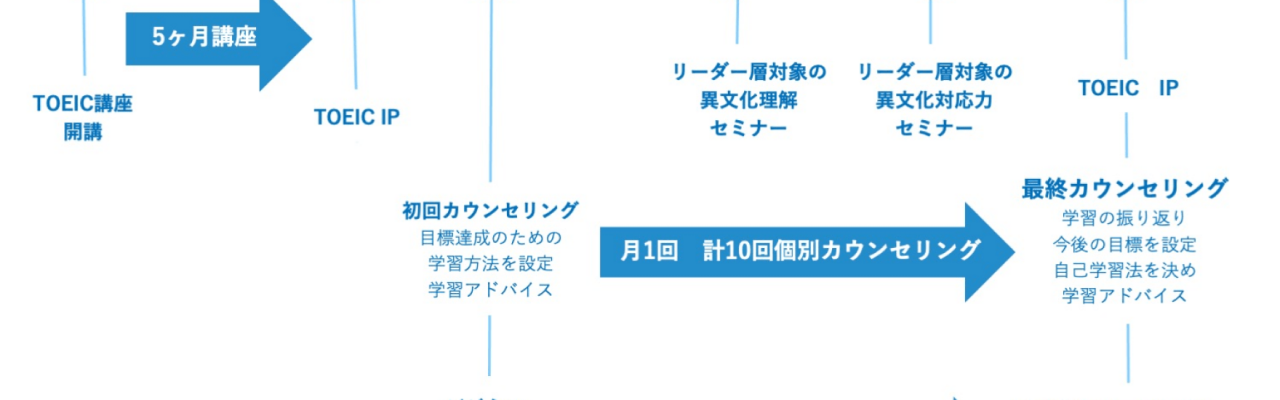 5ヶ月講座
TOEIC講座
開講
TOEIC IP
リーダー層対象の
異文化理解
セミナー
リーダー層対象の
異文化対応力
セミナー
TOEIC　IP
初回カウンセリング
目標達成のための
学習方法を設定
学習アドバイス
月1回　計10回個別カウンセリング
最終カウンセリング
学習の振り返り
今後の目標を設定
自己学習法を決め
学習アドバイス